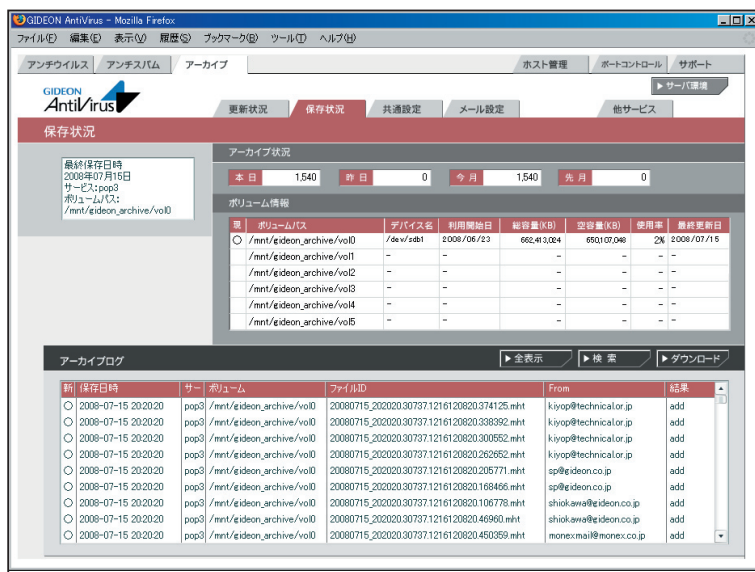 GIDEON AntiVirus - Mozilla Firefox
ファイル(F) 編集(E) 表示(V) 履歴(S) ブックマーク(B) ツール(T) ヘルプ(H)
アンチウイルス アンチスパム アーカイブ ホスト管理 ポートコントロール サポート
GIDEON
AntiVirus
▶サーバ環境
更新状況 保存状況 共通設定 メール設定 他サービス
保存状況
最終保存日時
2008年07月15日
サービス:pop3
ボリュームパス:
/mnt/gideon_archive/vol0
アーカイブ状況
本日 1,540 昨日 0 今月 1,540 先月 0
ボリューム情報
現 ボリュームパス デバイス名 利用開始日 総容量(KB) 空容量(KB) 使用率 最終更新日
○ /mnt/gideon_archive/vol0 /dev/sdb1 2008/06/23 662,413,024 650,107,048 2% 2008/07/15
/mnt/gideon_archive/vol1 - - - - - -
/mnt/gideon_archive/vol2 - - - - - -
/mnt/gideon_archive/vol3 - - - - - -
/mnt/gideon_archive/vol4 - - - - - -
/mnt/gideon_archive/vol5 - - - - - -
アーカイブログ ▶全表示 ▶検 索 ▶ダウンロード
新 保存日時 サー ボリューム ファイルID From 結果
○ 2008-07-15 20:20:20 pop3 /mnt/gideon_archive/vol0 20080715_202020.30737.1216120820.374125.mht kiyop@technical.or.jp add
○ 2008-07-15 20:20:20 pop3 /mnt/gideon_archive/vol0 20080715_202020.30737.1216120820.338392.mht kiyop@technical.or.jp add
○ 2008-07-15 20:20:20 pop3 /mnt/gideon_archive/vol0 20080715_202020.30737.1216120820.300552.mht kiyop@technical.or.jp add
○ 2008-07-15 20:20:20 pop3 /mnt/gideon_archive/vol0 20080715_202020.30737.1216120820.262652.mht kiyop@technical.or.jp add
○ 2008-07-15 20:20:20 pop3 /mnt/gideon_archive/vol0 20080715_202020.30737.1216120820.205771.mht sp@gideon.co.jp add
○ 2008-07-15 20:20:20 pop3 /mnt/gideon_archive/vol0 20080715_202020.30737.1216120820.168466.mht sp@gideon.co.jp add
○ 2008-07-15 20:20:20 pop3 /mnt/gideon_archive/vol0 20080715_202020.30737.1216120820.106778.mht shiokawa@gideon.co.jp add
○ 2008-07-15 20:20:20 pop3 /mnt/gideon_archive/vol0 20080715_202020.30737.1216120820.46960.mht shiokawa@gideon.co.jp add
○ 2008-07-15 20:20:20 pop3 /mnt/gideon_archive/vol0 20080715_202020.30737.1216120820.450359.mht monexmail@monex.co.jp add